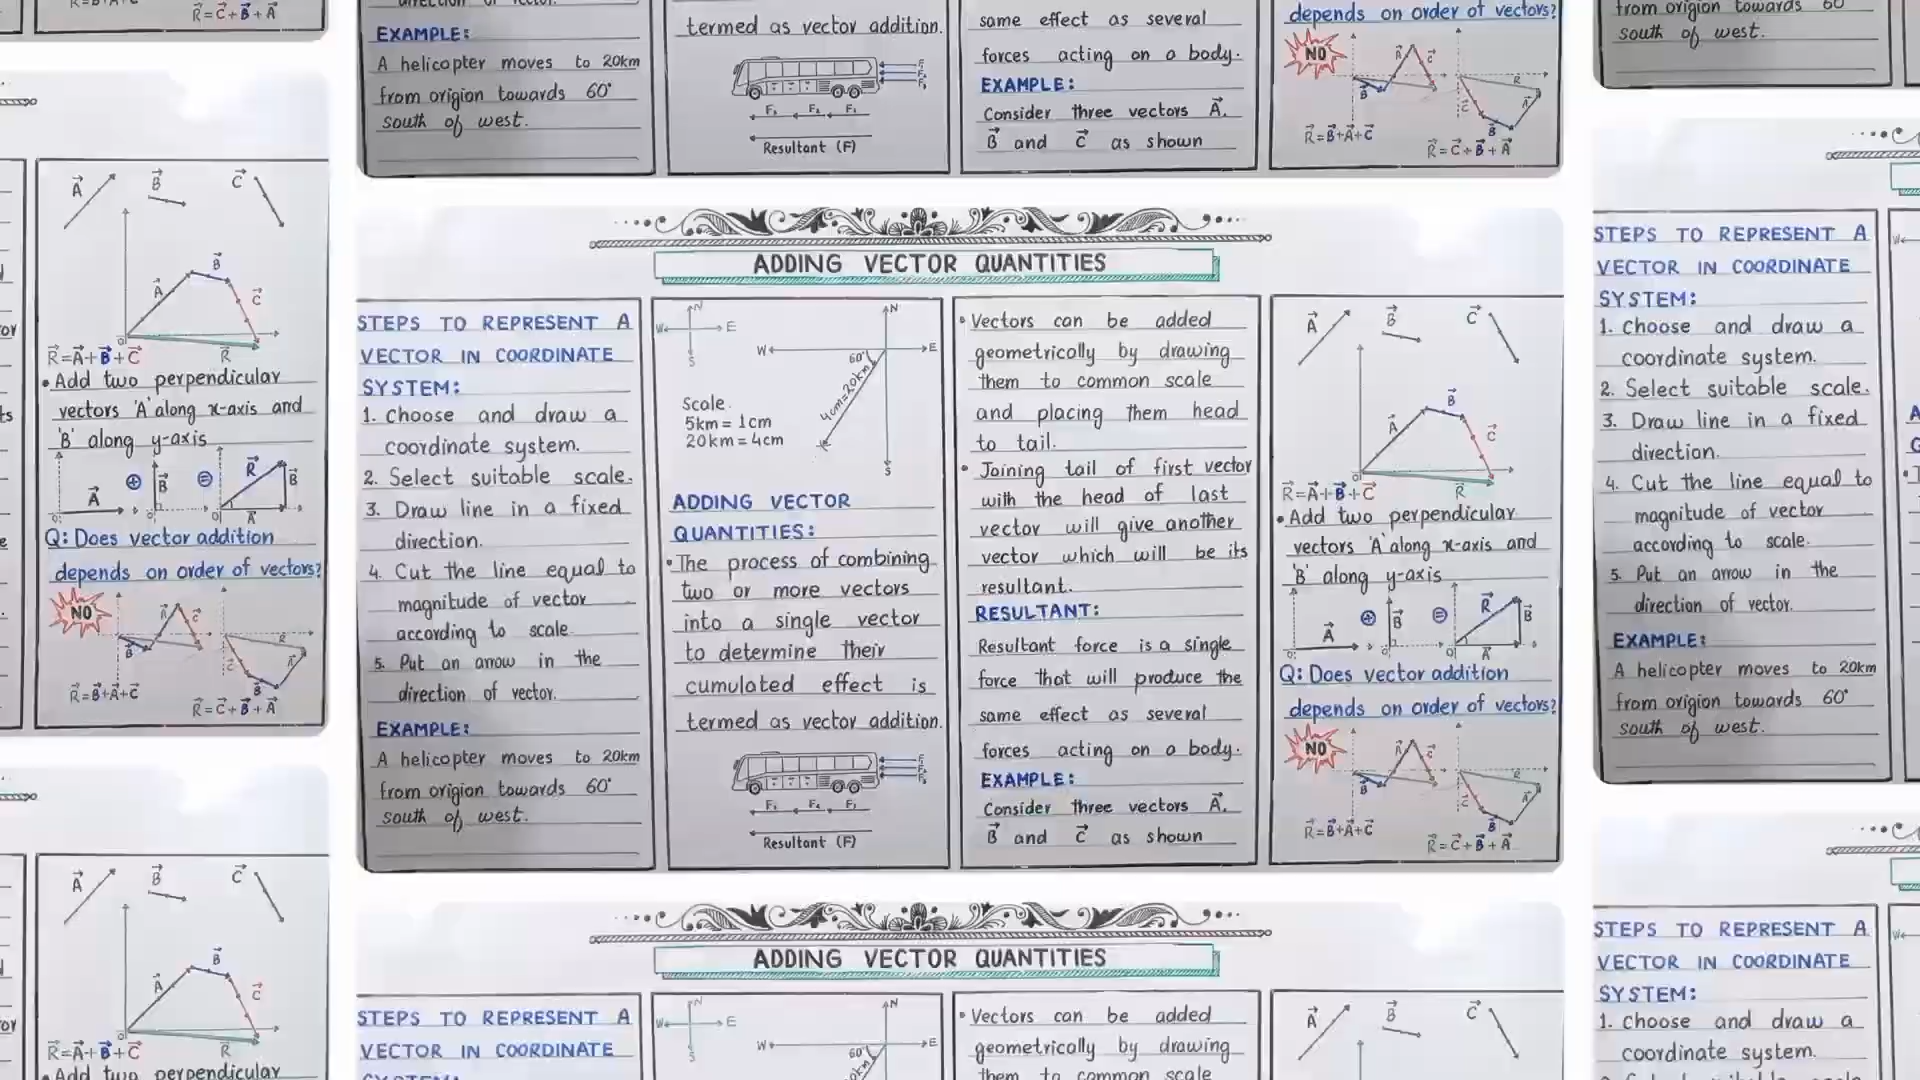 ADDING VECTOR QUANTITIES
STEPS TO REPRESENT A
VECTOR IN COORDINATE
SYSTEM:
1. Choose and draw a
coordinate system.
2. Select suitable scale.
3. Draw line in a fixed
direction.
4. Cut the line equal to
magnitude of vector
according to scale.
5. Put an arrow in the
direction of vector.
EXAMPLE:
A helicopter moves to 20km
from origion towards 60°
south of west.
N
W E
S
N
W E
60°
4cm=20km
S
Scale.
5km = 1cm
20km = 4cm
ADDING VECTOR
QUANTITIES:
• The process of combining
two or more vectors
into a single vector
to determine their
cumulated effect is
termed as vector addition.
Resultant (F)
• Vectors can be added
geometrically by drawing
them to common scale
and placing them head
to tail.
• Joining tail of first vector
with the head of last
vector will give another
vector which will be its
resultant.
RESULTANT:
Resultant force is a single
force that will produce the
same effect as several
forces acting on a body.
EXAMPLE:
Consider three vectors A⃗.
B⃗ and C⃗ as shown
A⃗ B⃗ C⃗
A⃗ B⃗ C⃗
R⃗
R⃗=A⃗+B⃗+C⃗
• Add two perpendicular
vectors 'A' along x-axis and
'B' along y-axis
A⃗ ⊕ B⃗ ⊜ R⃗ B⃗
A⃗
Q: Does vector addition
depends on order of vectors?
NO
R⃗=B⃗+A⃗+C⃗
R⃗=C⃗+B⃗+A⃗